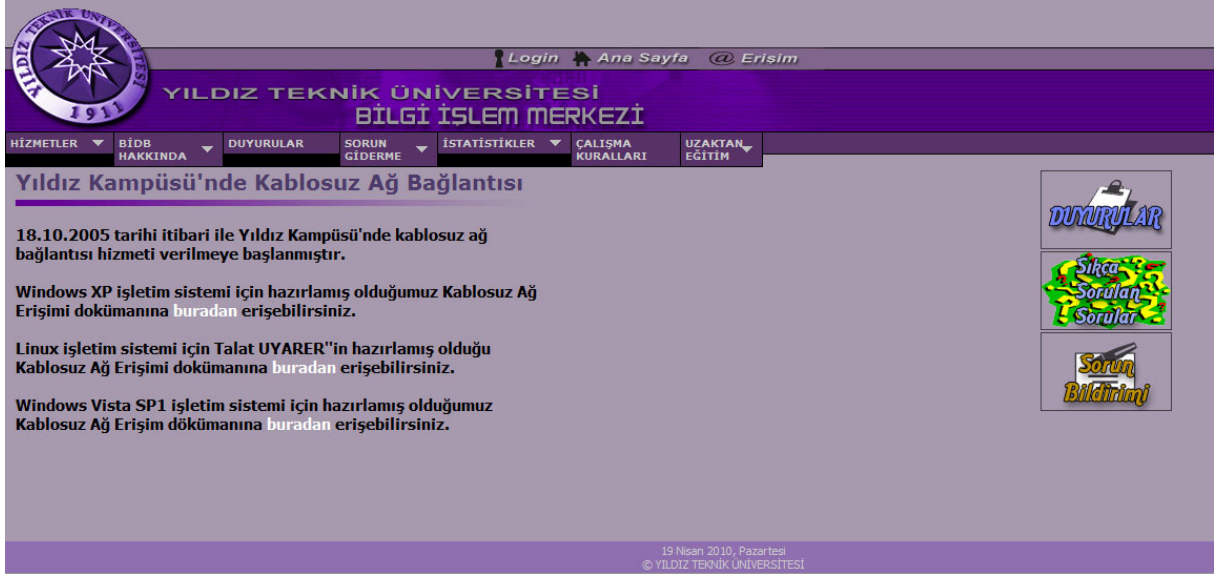 YILDIZ TEKNİK ÜNİVERSİTESİ
1911
Login Ana Sayfa @ Erisim
YILDIZ TEKNİK ÜNİVERSİTESİ
BİLGİ İŞLEM MERKEZİ
HİZMETLER
BİDB HAKKINDA
DUYURULAR
SORUN GİDERME
İSTATİSTİKLER
ÇALIŞMA KURALLARI
UZAKTAN EĞİTİM
Yıldız Kampüsü'nde Kablosuz Ağ Bağlantısı
18.10.2005 tarihi itibari ile Yıldız Kampüsü'nde kablosuz ağ
bağlantısı hizmeti verilmeye başlanmıştır.
Windows XP işletim sistemi için hazırlamış olduğumuz Kablosuz Ağ
Erişimi dokümanına buradan erişebilirsiniz.
Linux işletim sistemi için Talat UYARER''in hazırlamış olduğu
Kablosuz Ağ Erişimi dokümanına buradan erişebilirsiniz.
Windows Vista SP1 işletim sistemi için hazırlamış olduğumuz
Kablosuz Ağ Erişim dökümanına buradan erişebilirsiniz.
DUYURULAR
Sıkça
Sorulan
Sorular
Sorun
Bildirimi
19 Nisan 2010, Pazartesi
© YILDIZ TEKNİK ÜNİVERSİTESİ